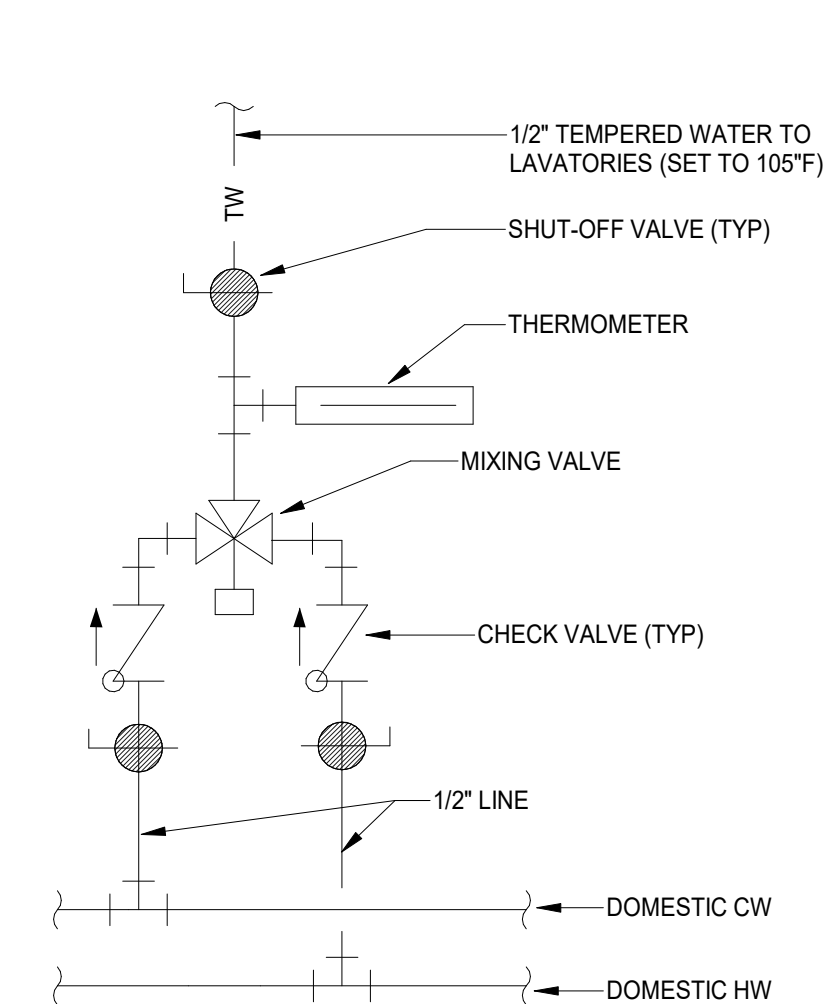 1/2" TEMPERED WATER TO
LAVATORIES (SET TO 105"F)
TW
SHUT-OFF VALVE (TYP)
THERMOMETER
MIXING VALVE
CHECK VALVE (TYP)
1/2" LINE
DOMESTIC CW
DOMESTIC HW